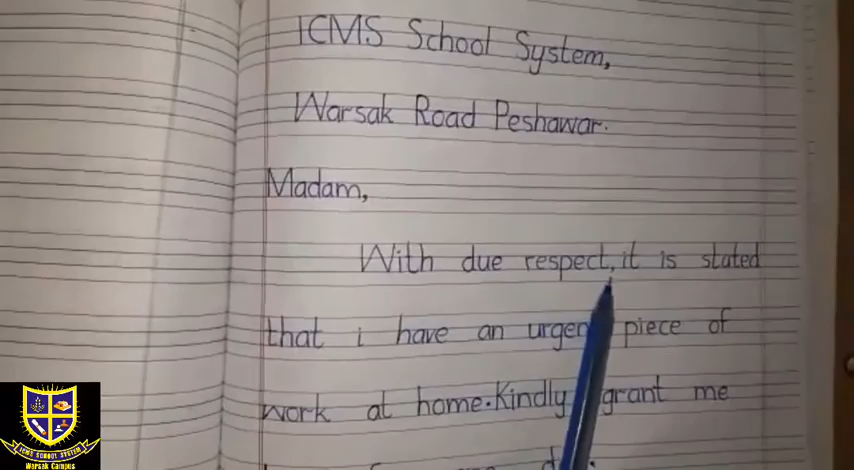 ICMS School System,
Warsak Road Peshawar.
Madam,
With due respect, it is stated
that i have an urgen piece of
work at home. Kindly grant me
ICMS SCHOOL SYSTEM
Warsak Campus